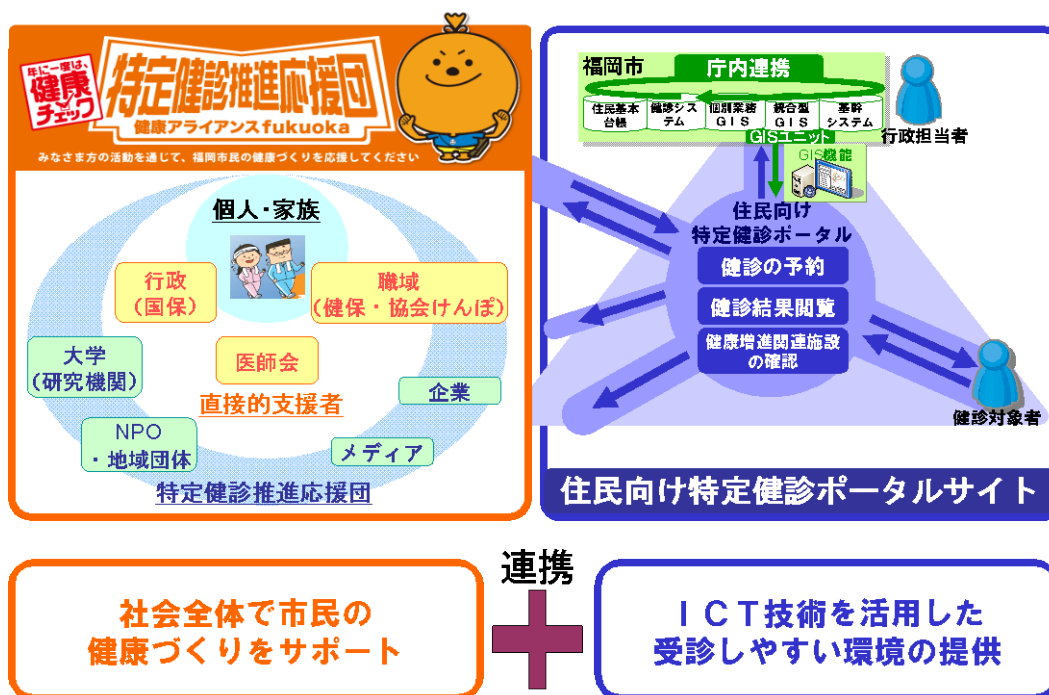 年に一度は、
健康
チェック
特定健診推進応援団
健康アライアンスfukuoka
みなさま方の活動を通じて、福岡市民の健康づくりを応援してください
個人・家族
行政
(国保)
職域
(健保・協会けんぽ)
大学
(研究機関)
医師会
企業
直接的支援者
NPO
・地域団体
メディア
特定健診推進応援団
福岡市
庁内連携
住民基本
台帳
健診シス
テム
個別業務
GIS
統合型
GIS
基幹
システム
GISユニット
行政担当者
GIS機能
住民向け
特定健診ポータル
健診の予約
健診結果閲覧
健康増進関連施設
の確認
健診対象者
住民向け特定健診ポータルサイト
連携
社会全体で市民の
健康づくりをサポート
ICT技術を活用した
受診しやすい環境の提供